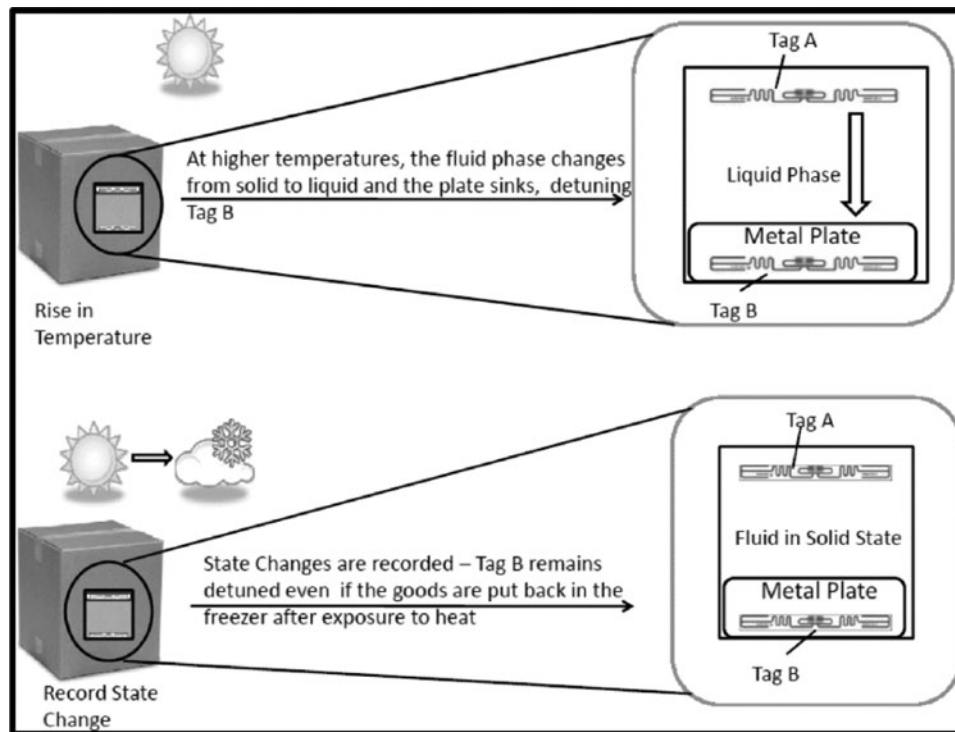 Tag A
At higher temperatures, the fluid phase changes
from solid to liquid and the plate sinks, detuning
Tag B
Liquid Phase
Metal Plate
Tag B
Rise in
Temperature
Tag A
State Changes are recorded – Tag B remains
detuned even if the goods are put back in the
freezer after exposure to heat
Fluid in Solid State
Metal Plate
Tag B
Record State
Change